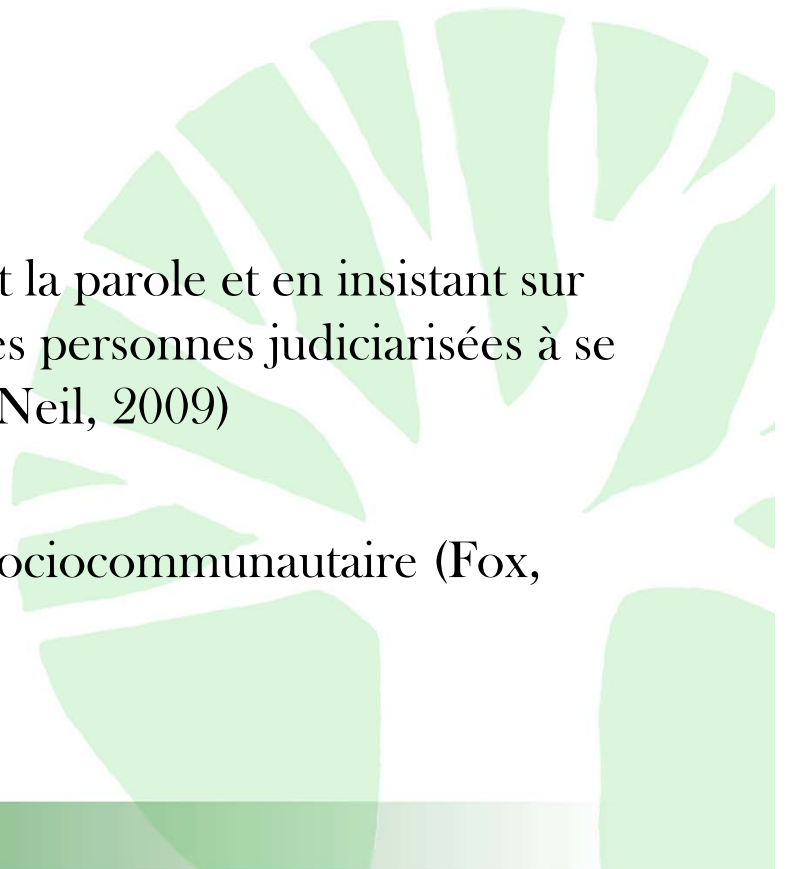 t la parole et en insistant sur
es personnes judiciarisées à se
Neil, 2009)
ociocommunautaire (Fox,